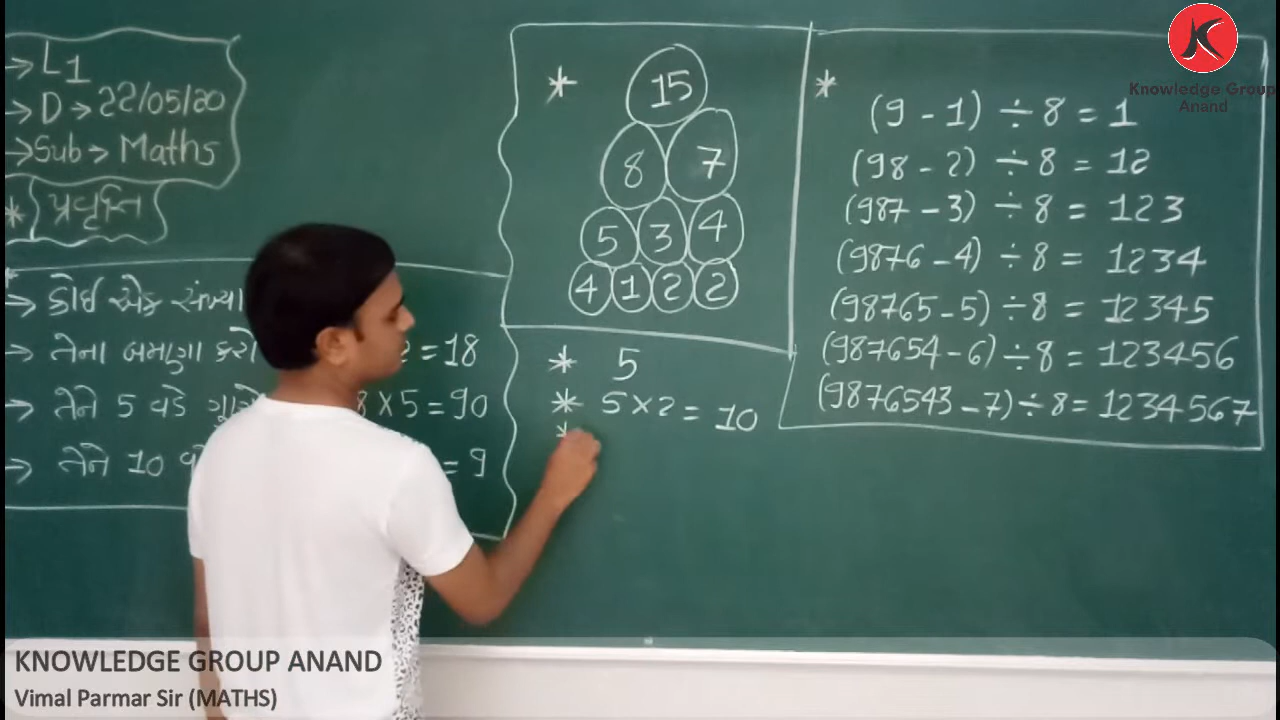 → L1
→ D → 22/05/20
→ Sub → Maths
* પ્રવૃત્તિ
→ કોઈ એક સંખ્યા
→ તેના બમણા કરો = 18
→ તેને 5 વડે × 5 = 90
→ તેને 10 = 9
* 15
8 7
5 3 4
4 1 2 2
* 5
* 5 × 2 = 10
*
* (9 - 1) ÷ 8 = 1
(98 - 2) ÷ 8 = 12
(987 - 3) ÷ 8 = 123
(9876 - 4) ÷ 8 = 1234
(98765 - 5) ÷ 8 = 12345
(987654 - 6) ÷ 8 = 123456
(9876543 - 7) ÷ 8 = 1234567
K
Knowledge Group
Anand
KNOWLEDGE GROUP ANAND
Vimal Parmar Sir (MATHS)